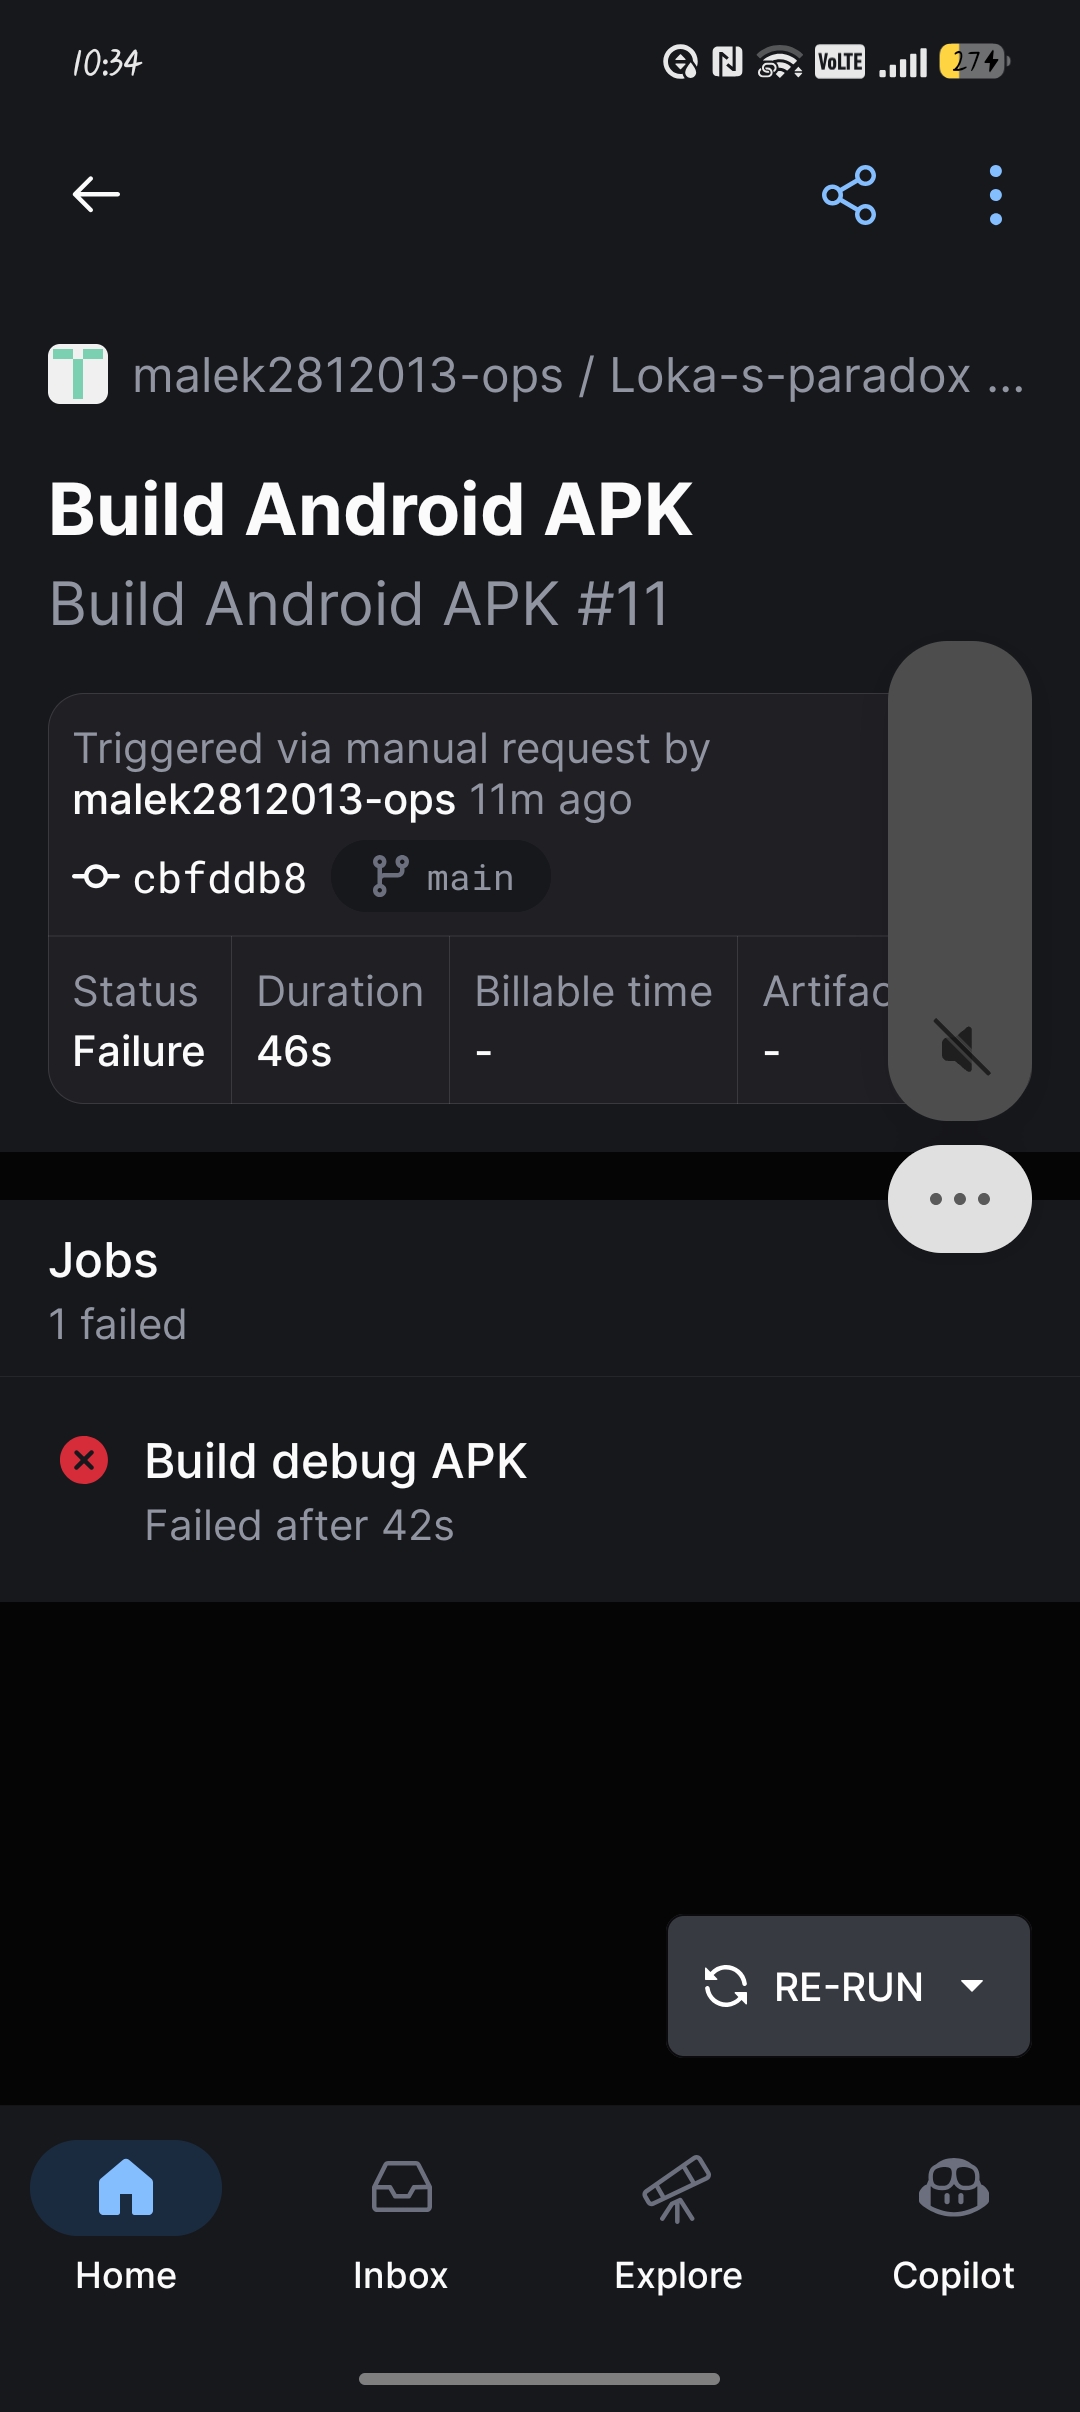 10:34
VoLTE
27
malek2812013-ops / Loka-s-paradox ...
Build Android APK
Build Android APK #11
Triggered via manual request by
malek2812013-ops 11m ago
cbfddb8 main
Status Duration Billable time Artifac
Failure 46s - -
Jobs
1 failed
Build debug APK
Failed after 42s
RE-RUN
Home Inbox Explore Copilot